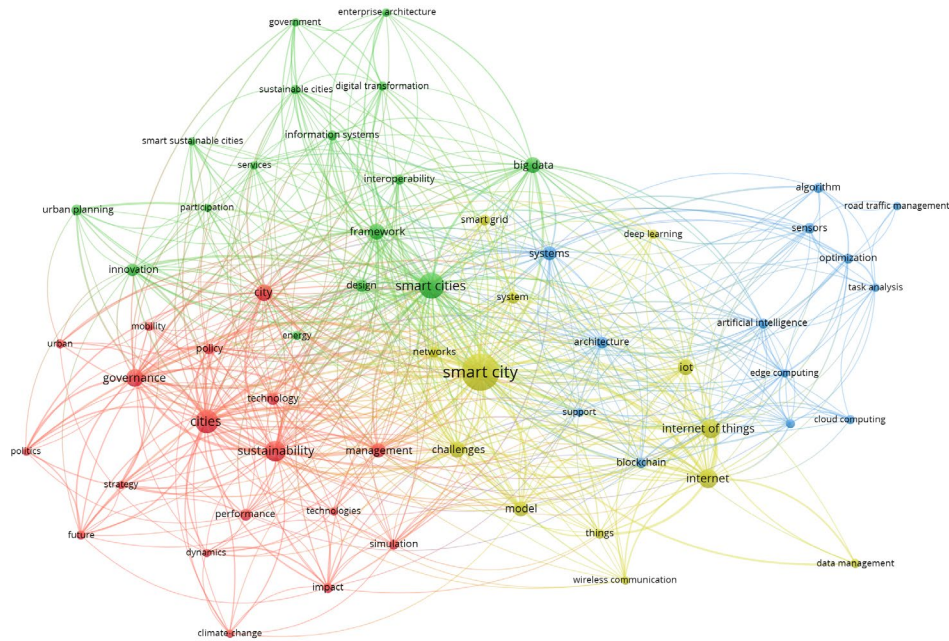 enterprise architecture
government
digital transformation
sustainable cities
information systems
smart sustainable cities
services
big data
interoperability
algorithm
road traffic management
urban planning
participation
smart grid
sensors
framework
deep learning
systems
optimization
innovation
design
smart cities
task analysis
city
system
artificial intelligence
mobility
energy
urban
policy
networks
architecture
governance
smart city
iot
edge computing
technology
support
cities
cloud computing
internet of things
politics
sustainability
management
challenges
blockchain
internet
strategy
performance
technologies
model
future
things
dynamics
simulation
data management
impact
wireless communication
climate change